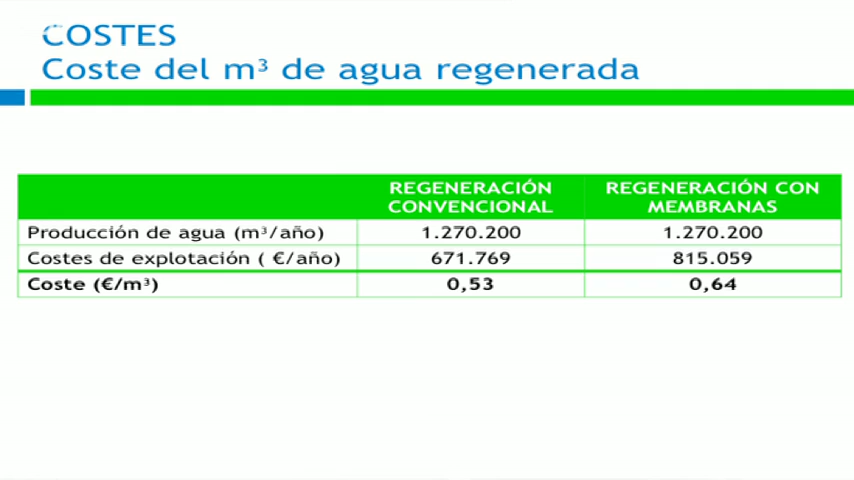 COSTES
Coste del m³ de agua regenerada
REGENERACIÓN CONVENCIONAL
REGENERACIÓN CON MEMBRANAS
Producción de agua (m³/año) 1.270.200 1.270.200
Costes de explotación ( €/año) 671.769 815.059
Coste (€/m³) 0,53 0,64